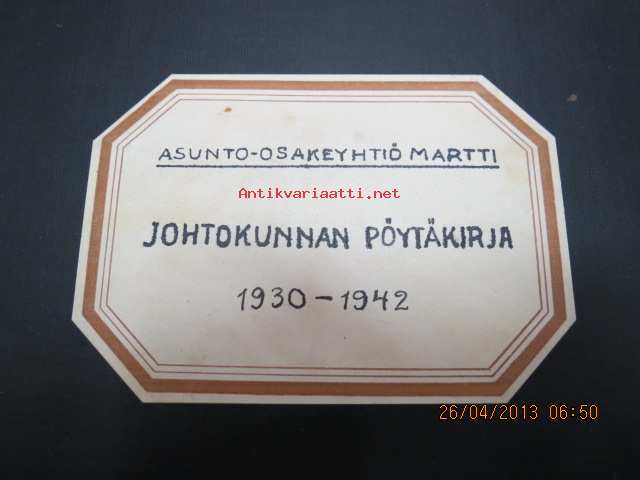 ASUNTO-OSAKEYHTIÖ MARTTI
Antikvariaatti.net
JOHTOKUNNAN PÖYTÄKIRJA
1930-1942
26/04/2013 06:50